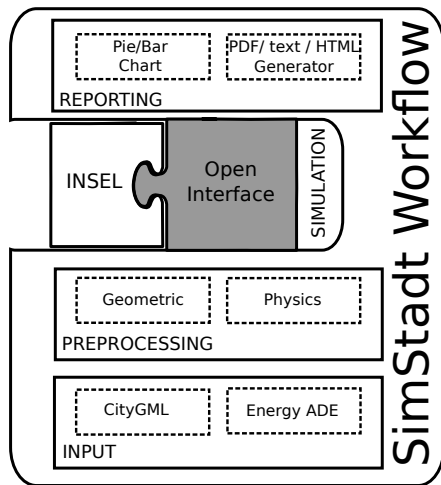 Pie/Bar
Chart
PDF/ text / HTML
Generator
REPORTING
INSEL
Open
Interface
SIMULATION
Geometric
Physics
PREPROCESSING
CityGML
Energy ADE
INPUT
SimStadt Workflow